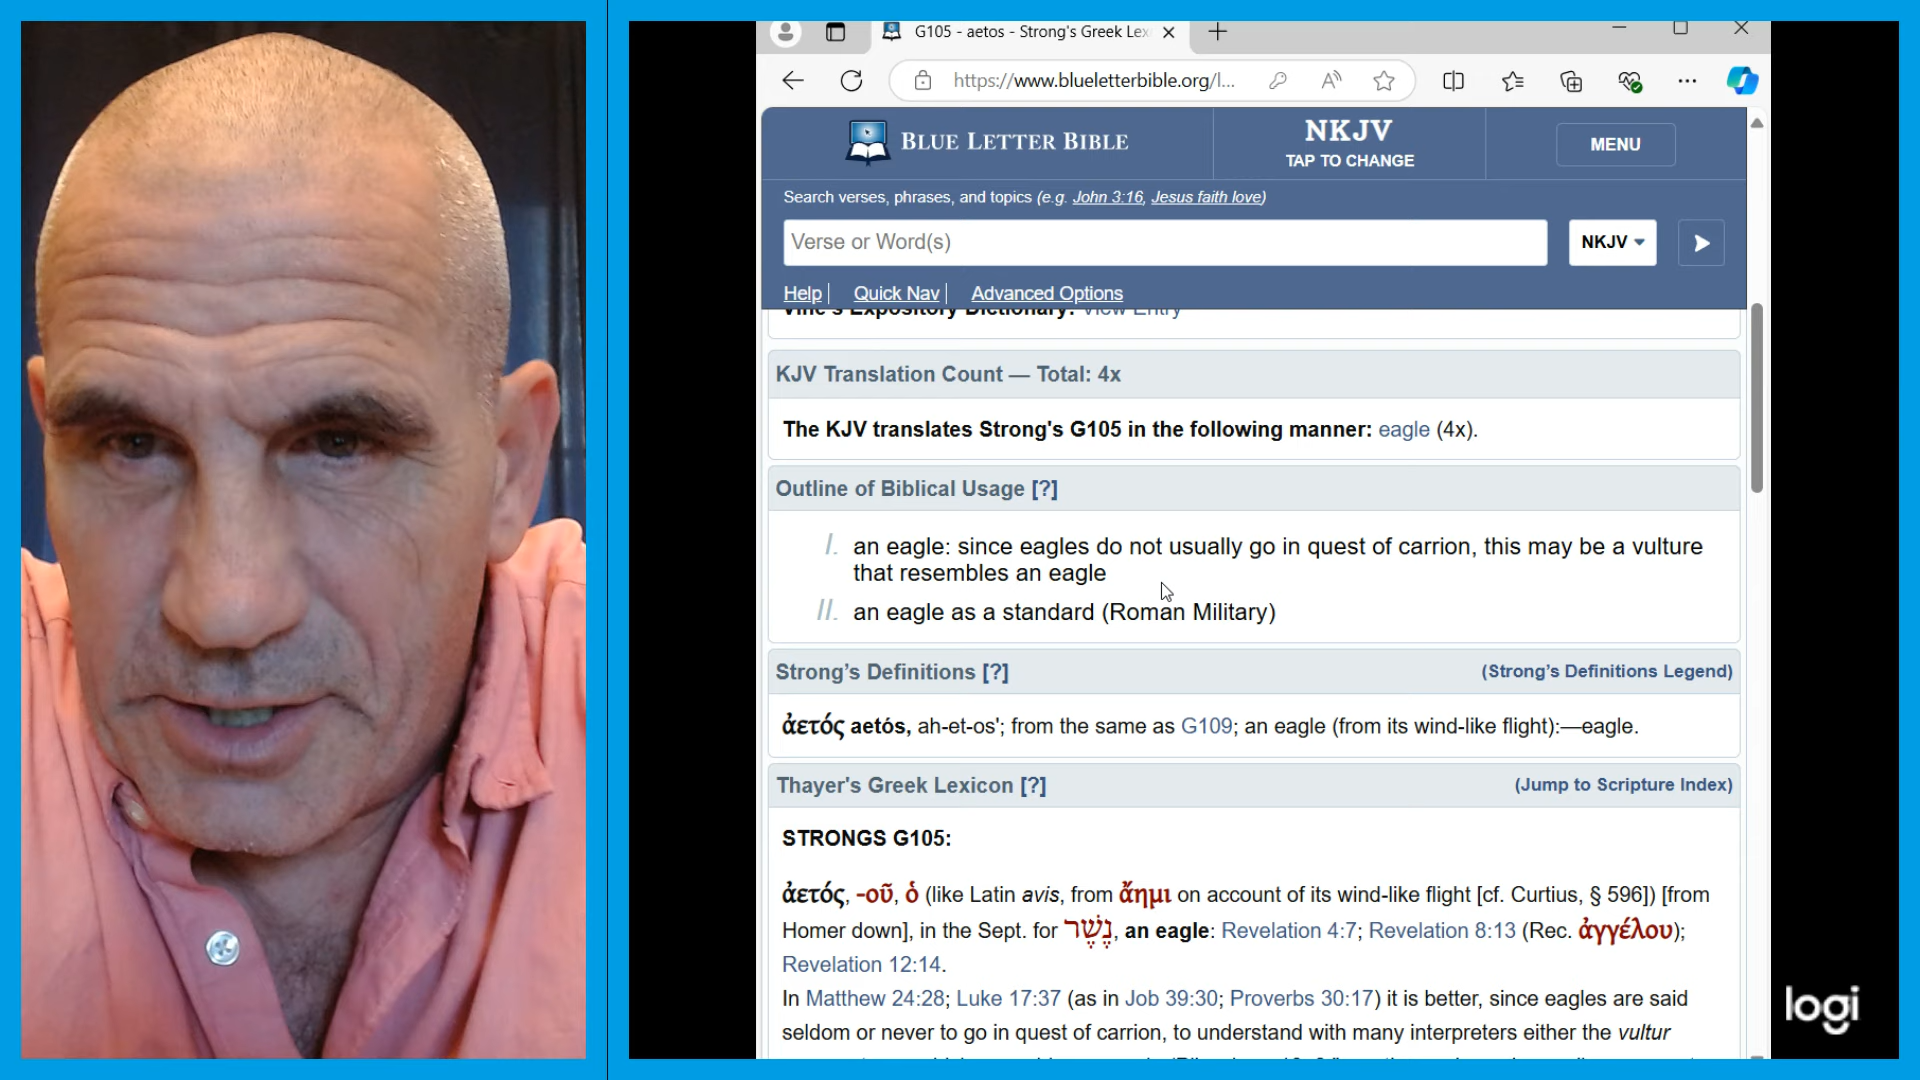 G105 - aetos - Strong's Greek Lex
https://www.blueletterbible.org/l...
BLUE LETTER BIBLE
NKJV
TAP TO CHANGE
MENU
Search verses, phrases, and topics (e.g. John 3:16, Jesus faith love)
Verse or Word(s)
NKJV
Help | Quick Nav | Advanced Options
Vine's Expository Dictionary: View Entry
KJV Translation Count — Total: 4x
The KJV translates Strong's G105 in the following manner: eagle (4x).
Outline of Biblical Usage [?]
I. an eagle: since eagles do not usually go in quest of carrion, this may be a vulture
that resembles an eagle
II. an eagle as a standard (Roman Military)
Strong's Definitions [?] (Strong's Definitions Legend)
ἀετός aetós, ah-et-os'; from the same as G109; an eagle (from its wind-like flight):—eagle.
Thayer's Greek Lexicon [?] (Jump to Scripture Index)
STRONGS G105:
ἀετός, -οῦ, ὁ (like Latin avis, from ἄημι on account of its wind-like flight [cf. Curtius, § 596]) [from
Homer down], in the Sept. for נֶשֶׁר, an eagle: Revelation 4:7; Revelation 8:13 (Rec. ἀγγέλου);
Revelation 12:14.
In Matthew 24:28; Luke 17:37 (as in Job 39:30; Proverbs 30:17) it is better, since eagles are said
seldom or never to go in quest of carrion, to understand with many interpreters either the vultur
logi